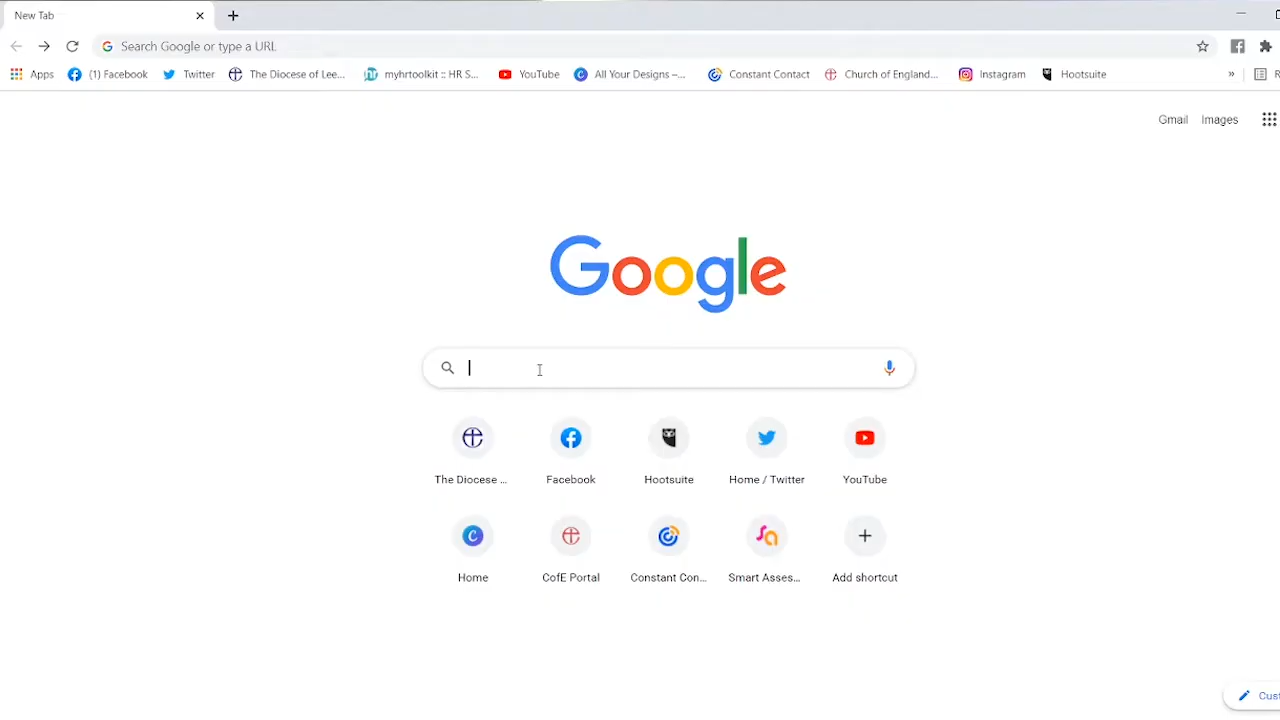 New Tab
Search Google or type a URL
Apps (1) Facebook Twitter The Diocese of Lee... myhrtoolkit :: HR S... YouTube All Your Designs –... Constant Contact Church of England... Instagram Hootsuite » R
Gmail Images
Google
The Diocese ... Facebook Hootsuite Home / Twitter YouTube
Home CofE Portal Constant Con... Smart Asses... Add shortcut
Cust